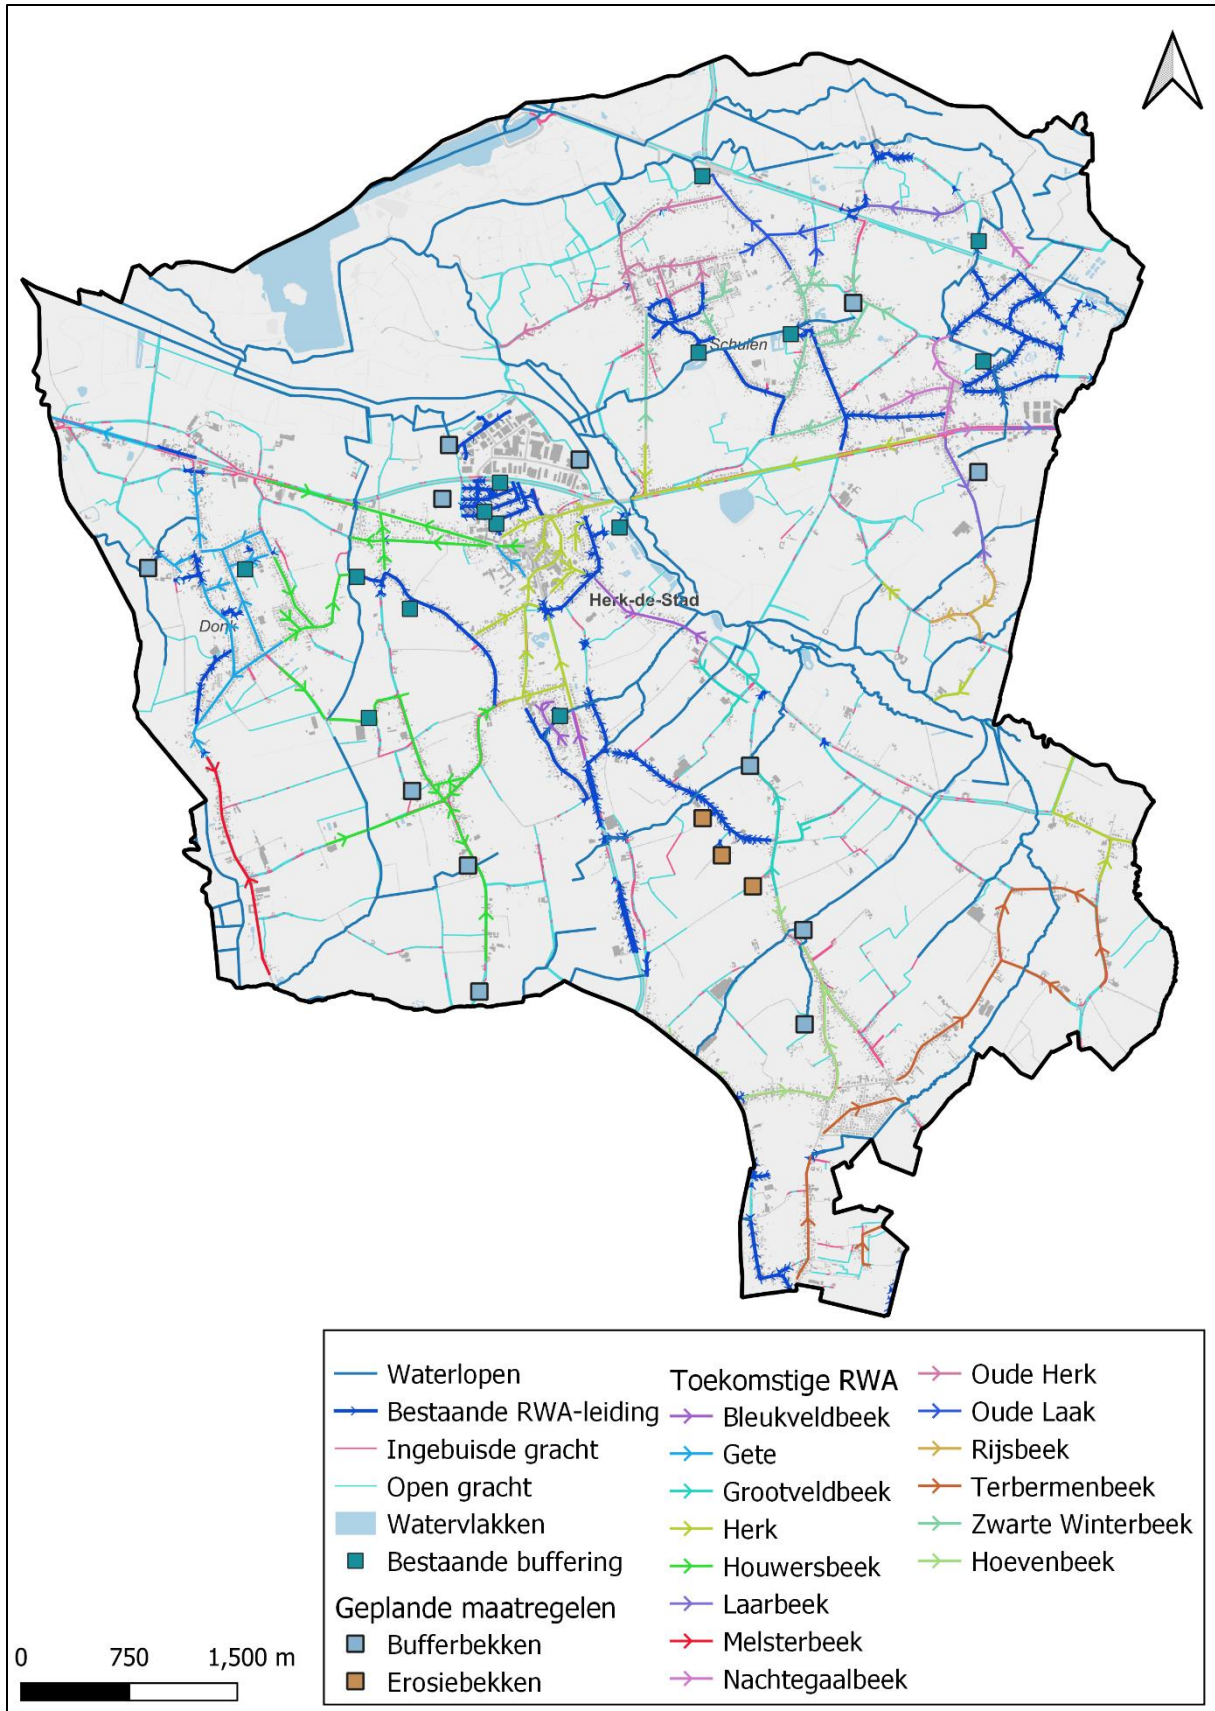 Schulen
Herk-de-Stad
Donk
Waterlopen
Bestaande RWA-leiding
Ingebuisde gracht
Open gracht
Watervlakken
Bestaande buffering
Geplande maatregelen
Bufferbekken
Erosiebekken
Toekomstige RWA
Bleukveldbeek
Gete
Grootveldbeek
Herk
Houwersbeek
Laarbeek
Melsterbeek
Nachtegaalbeek
Oude Herk
Oude Laak
Rijsbeek
Terbermenbeek
Zwarte Winterbeek
Hoevenbeek
0 750 1,500 m